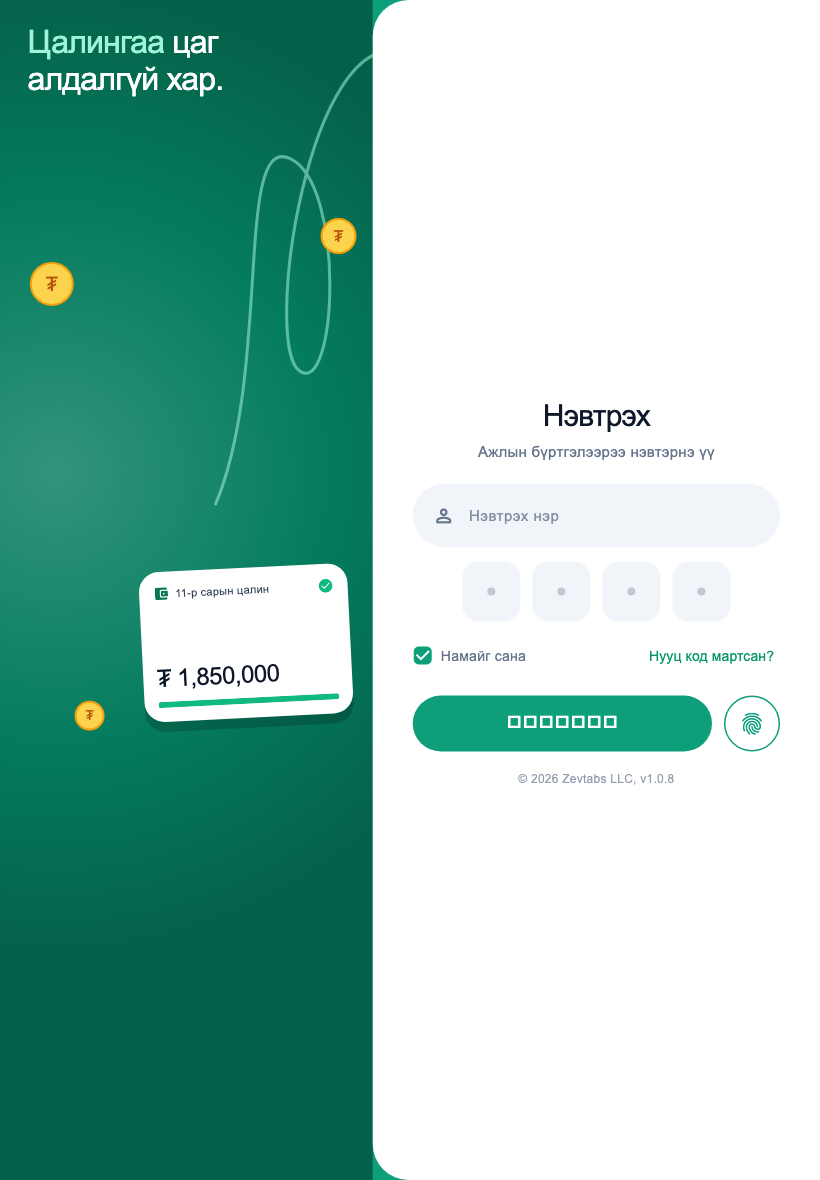 Цалингаа цаг
алдалгүй хар.
₮
₮
11-р сарын цалин
₮ 1,850,000
₮
Нэвтрэх
Ажлын бүртгэлээрээ нэвтэрнэ үү
Нэвтрэх нэр
Намайг сана
Нууц код мартсан?
© 2026 Zevtabs LLC, v1.0.8